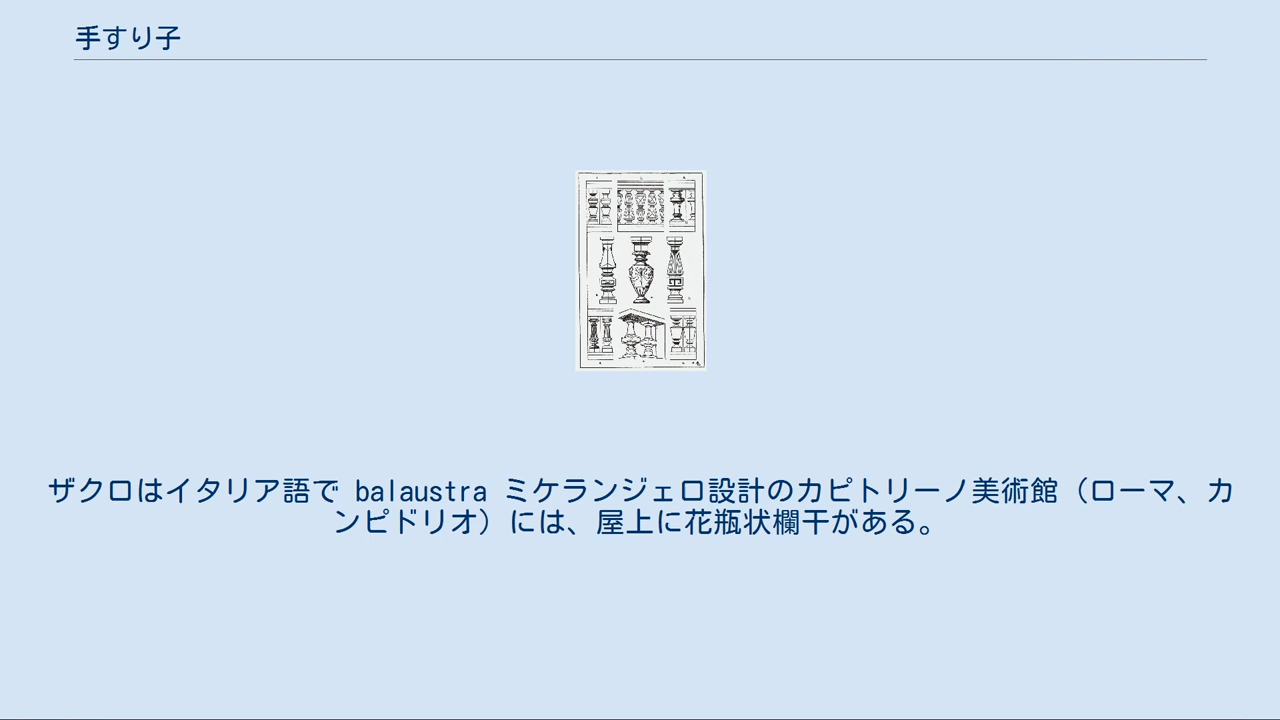 手すり子
ザクロはイタリア語で balaustra ミケランジェロ設計のカピトリーノ美術館（ローマ、カ
ンピドリオ）には、屋上に花瓶状欄干がある。